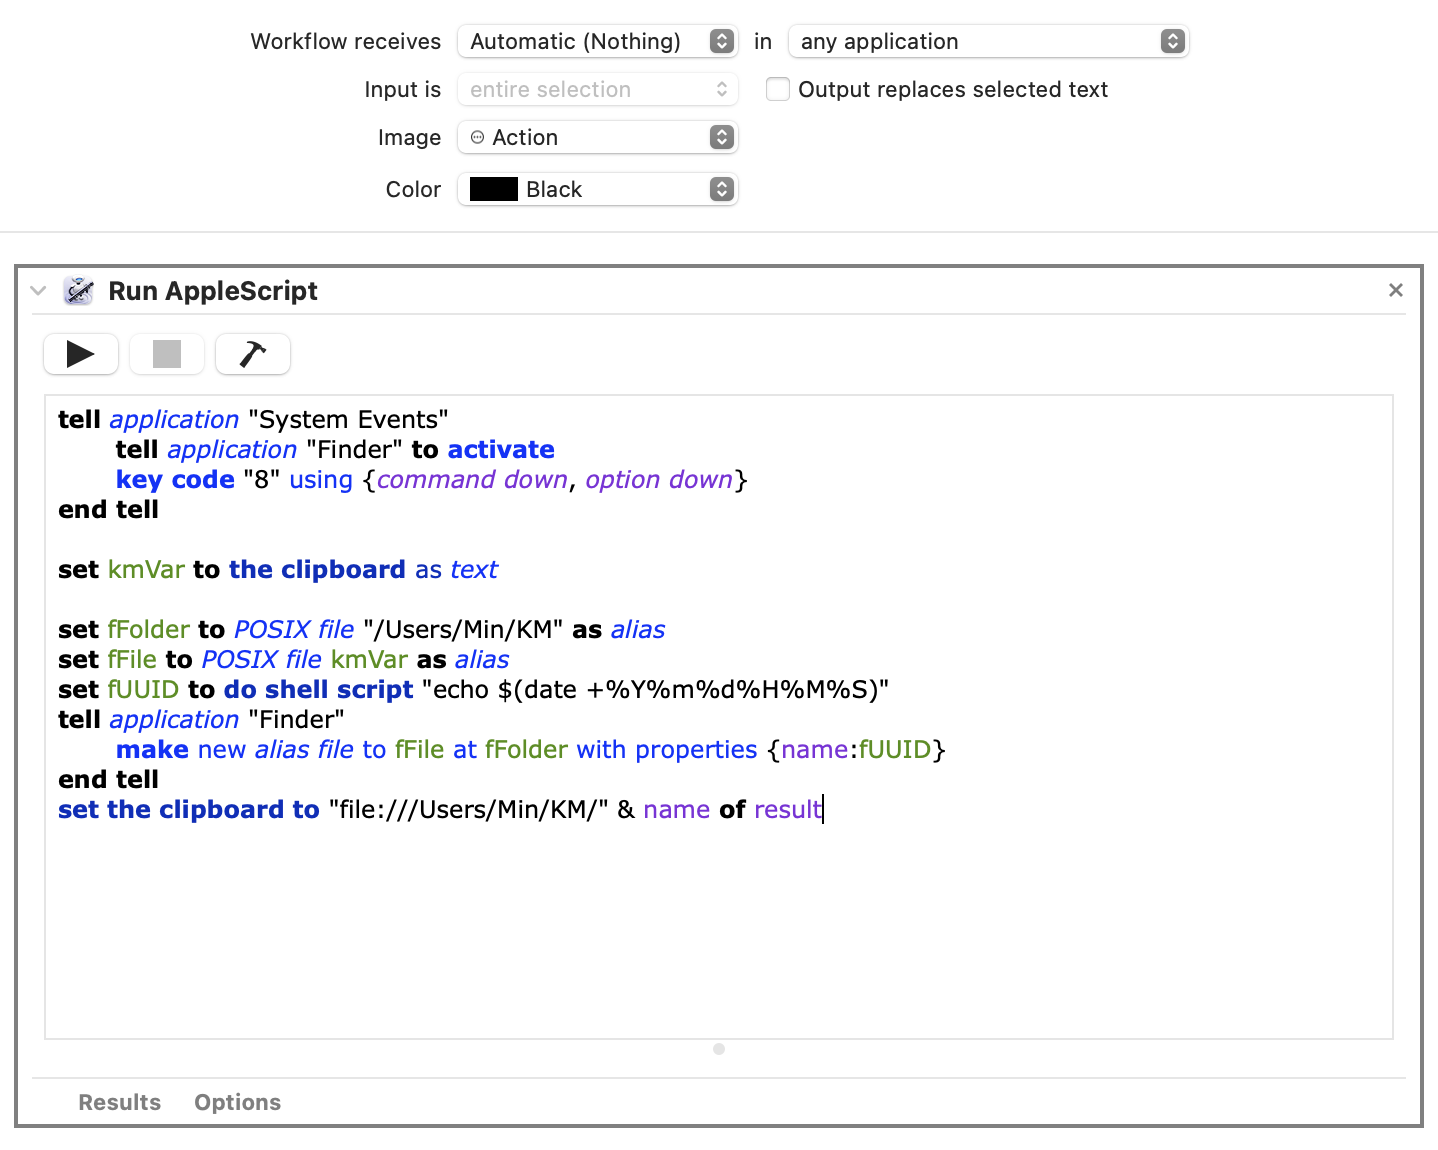 Workflow receives Automatic (Nothing) in any application
Input is entire selection Output replaces selected text
Image Action
Color Black
Run AppleScript
tell application "System Events"
tell application "Finder" to activate
key code "8" using {command down, option down}
end tell
set kmVar to the clipboard as text
set fFolder to POSIX file "/Users/Min/KM" as alias
set fFile to POSIX file kmVar as alias
set fUUID to do shell script "echo $(date +%Y%m%d%H%M%S)"
tell application "Finder"
make new alias file to fFile at fFolder with properties {name:fUUID}
end tell
set the clipboard to "file:///Users/Min/KM/" & name of result
Results Options